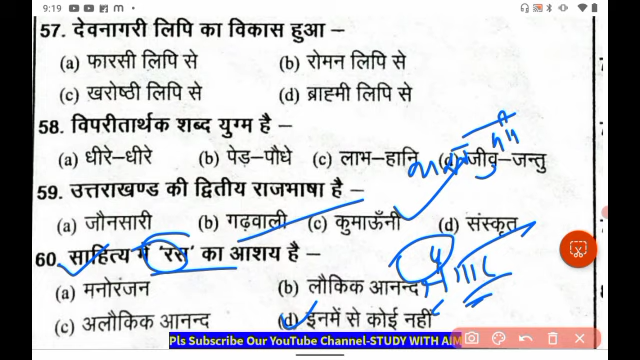 9:19
57. देवनागरी लिपि का विकास हुआ –
(a) फारसी लिपि से (b) रोमन लिपि से
(c) खरोष्ठी लिपि से (d) ब्राह्मी लिपि से
58. विपरीतार्थक शब्द युग्म है –
(a) धीरे–धीरे (b) पेड़–पौधे (c) लाभ–हानि (d) जीव–जन्तु
59. उत्तराखण्ड की द्वितीय राजभाषा है –
(a) जौनसारी (b) गढ़वाली (c) कुमाऊँनी (d) संस्कृत
60. साहित्य में 'रस' का आशय है –
(a) मनोरंजन (b) लौकिक आनन्द
(c) अलौकिक आनन्द (d) इनमें से कोई नहीं
Pls Subscribe Our YouTube Channel-STUDY WITH AIM